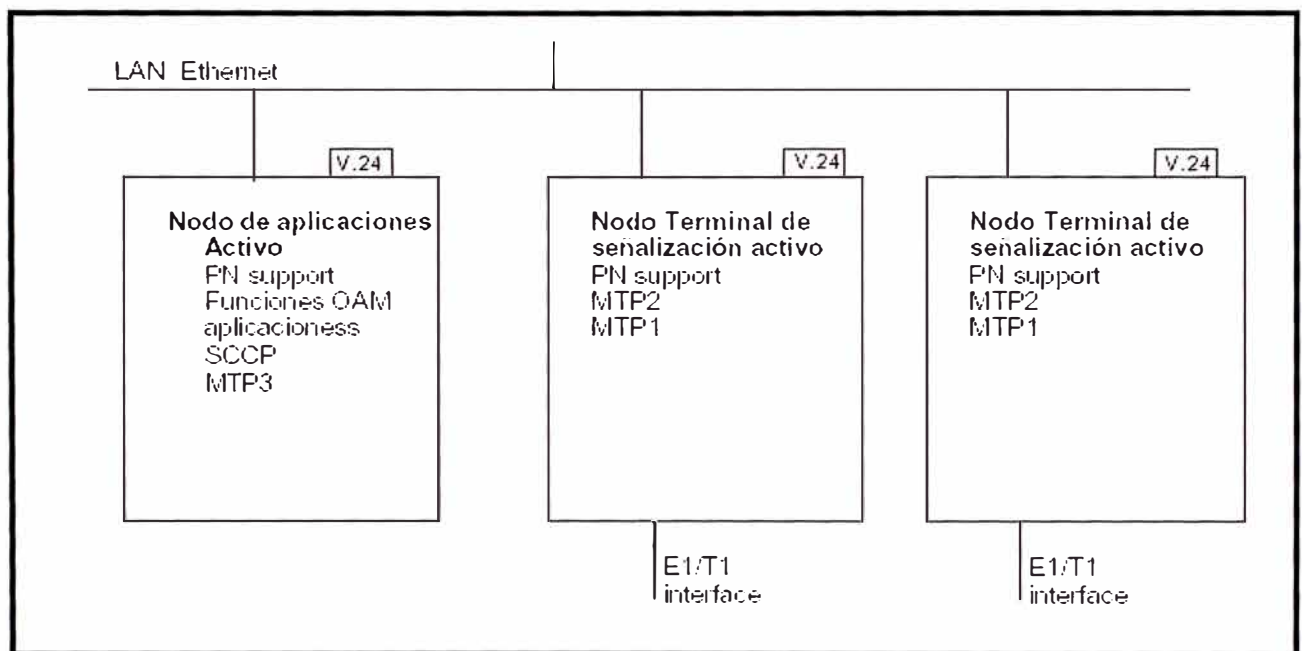 LAN Ethernet
V.24
V.24
V.24
Nodo de aplicaciones
Activo
PN support
Funciones OAM
aplicacioness
SCCP
MTP3
Nodo Terminal de
señalización activo
PN support
MTP2
MTP1
Nodo Terminal de
señalización activo
PN support
MTP2
MTP1
E1/T1
interface
E1/T1
interface